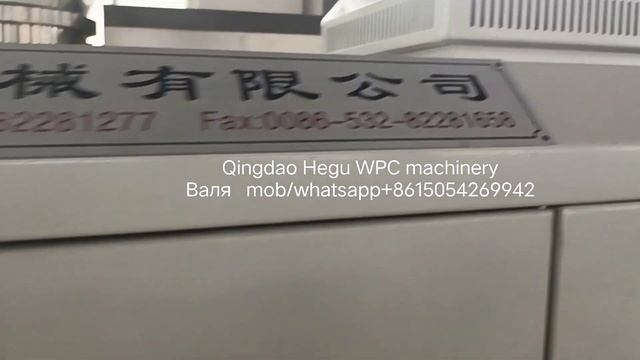 械有限公司
82281277 Fax:0086-532-82281658
Qingdao Hegu WPC machinery
Валя mob/whatsapp+8615054269942